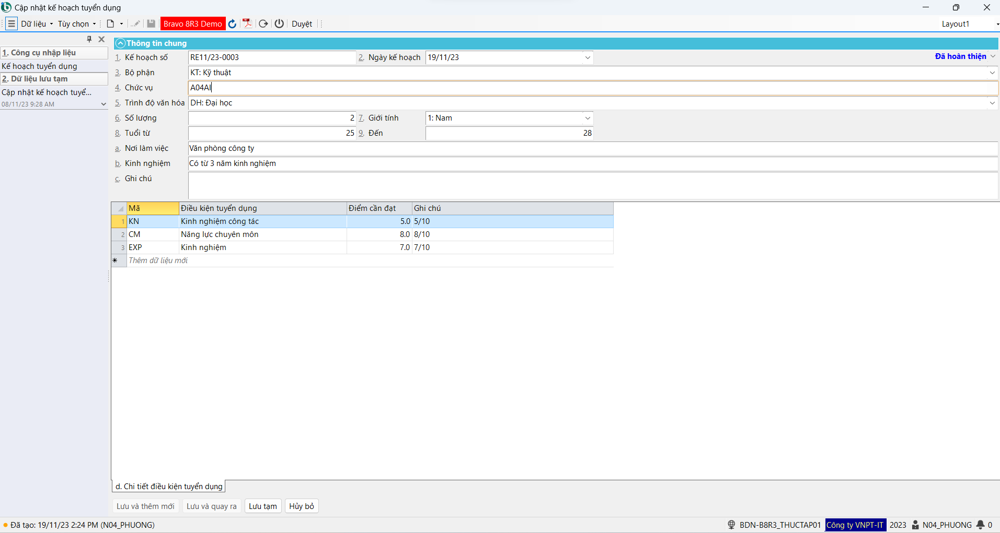 Cập nhật kế hoạch tuyển dụng
Dữ liệu Tùy chọn Bravo 8R3 Demo Duyệt Layout1
1. Công cụ nhập liệu
Kế hoạch tuyển dụng
2. Dữ liệu lưu tạm
Cập nhật kế hoạch tuyể...
08/11/23 9:28 AM
Thông tin chung
1. Kế hoạch số RE11/23-0003 2. Ngày kế hoạch 19/11/23 Đã hoàn thiện
3. Bộ phận KT: Kỹ thuật
4. Chức vụ A04AI
5. Trình độ văn hóa DH: Đại học
6. Số lượng 2 7. Giới tính 1: Nam
8. Tuổi từ 25 9. Đến 28
a. Nơi làm việc Văn phòng công ty
b. Kinh nghiệm Có từ 3 năm kinh nghiệm
c. Ghi chú
Mã Điều kiện tuyển dụng Điểm cần đạt Ghi chú
1 KN Kinh nghiệm công tác 5.0 5/10
2 CM Năng lực chuyên môn 8.0 8/10
3 EXP Kinh nghiệm 7.0 7/10
* Thêm dữ liệu mới
d. Chi tiết điều kiện tuyển dụng
Lưu và thêm mới Lưu và quay ra Lưu tạm Hủy bỏ
Đã tạo: 19/11/23 2:24 PM (N04_PHUONG) BDN-B8R3_THUCTAP01 Công ty VNPT-IT 2023 N04_PHUONG 0